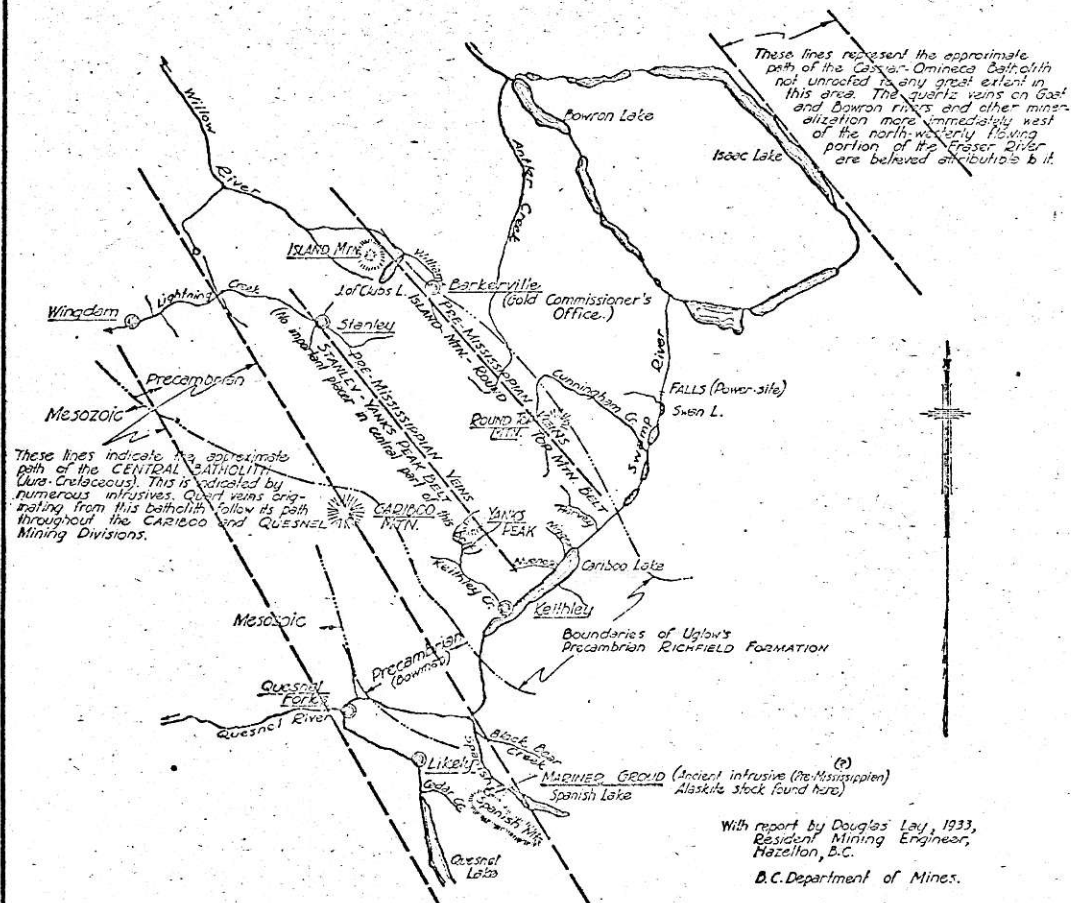 These lines represent the approximate
path of the Cassiar-Omineca Batholith
not unroofed to any great extent in
this area. The quartz veins on Goat
and Bowron rivers and other miner-
alization more immediately west
of the north-westerly flowing
portion of the Fraser River
are believed attributable to it.
Willow
River
Bowron Lake
Isaac Lake
Antler
Creek
ISLAND MTN.
J. of Clubs L.
Williams
Barkerville
(Gold Commissioner's
Office.)
Wingdam
Lightning
Creek
Stanley
PRE-MISSISSIPPIAN VEINS
ISLAND-MTN.-ROUND TOP MTN. BELT
PRE-MISSISSIPPIAN VEINS
STANLEY-YANKS PEAK BELT
(No important placer in central part of this
Belt)
Precambrian
Mesozoic
Cunningham C.
River
FALLS (Power-site)
Swan L.
Swamp
ROUND TOP
MTN.
These lines indicate the approximate
path of the CENTRAL BATHOLITH
(Jura-Cretaceous). This is indicated by
numerous intrusives. Quart veins orig-
inating from this batholith follow its path
throughout the CARIBOO and QUESNEL
Mining Divisions.
CARIBOO
MTN.
YANKS
PEAK
Harvey
Cariboo Lake
Keithley C.
Keithley
Mesozoic
Boundaries of Uglow's
Precambrian RICHFIELD FORMATION
Precambrian
(Bowman)
Quesnel
Forks
Quesnel River
Black Bear
Creek
Likely
Spanish
Cedar C.
Spanish Mtn.
MARINER GROUP (Ancient intrusive (Pre-Mississippian)
(?)
Alaskite stock found here)
Spanish Lake
Quesnel
Lake
With report by Douglas Lay, 1933,
Resident Mining Engineer,
Hazelton, B.C.
B.C. Department of Mines.